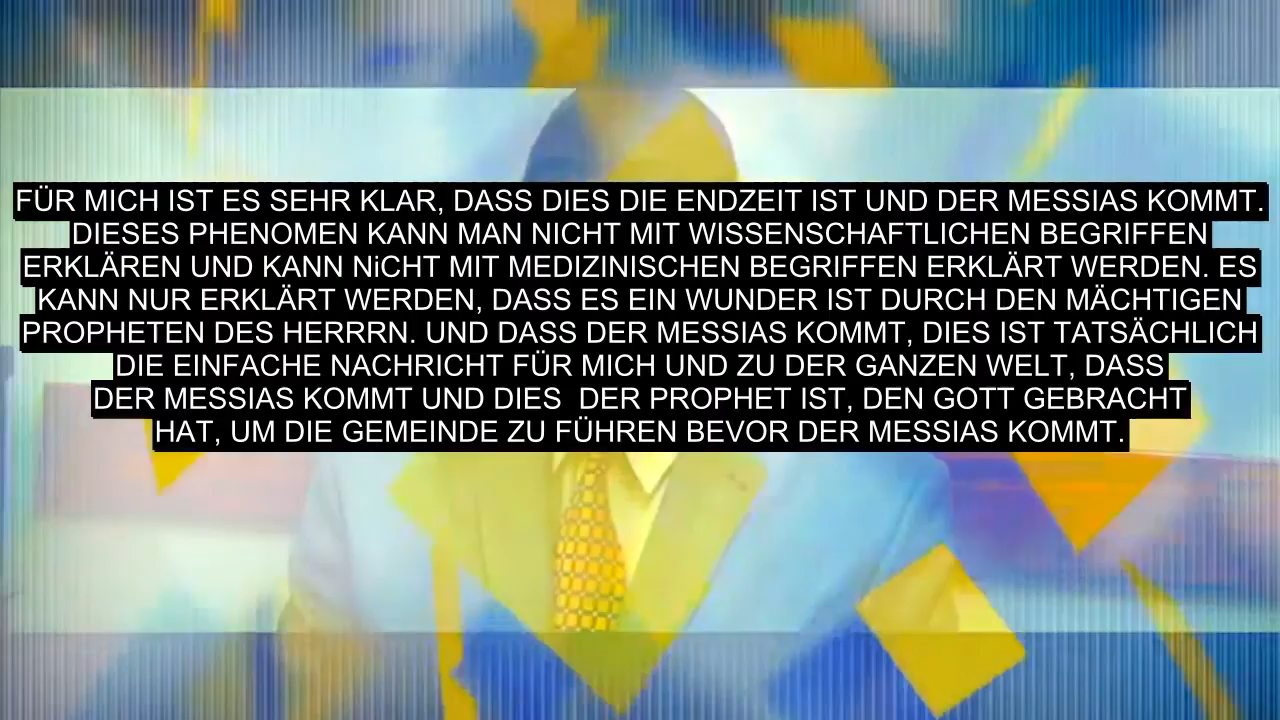 FÜR MICH IST ES SEHR KLAR, DASS DIES DIE ENDZEIT IST UND DER MESSIAS KOMMT.
DIESES PHENOMEN KANN MAN NICHT MIT WISSENSCHAFTLICHEN BEGRIFFEN
ERKLÄREN UND KANN NiCHT MIT MEDIZINISCHEN BEGRIFFEN ERKLÄRT WERDEN. ES
KANN NUR ERKLÄRT WERDEN, DASS ES EIN WUNDER IST DURCH DEN MÄCHTIGEN
PROPHETEN DES HERRRN. UND DASS DER MESSIAS KOMMT, DIES IST TATSÄCHLICH
DIE EINFACHE NACHRICHT FÜR MICH UND ZU DER GANZEN WELT, DASS
DER MESSIAS KOMMT UND DIES  DER PROPHET IST, DEN GOTT GEBRACHT
HAT, UM DIE GEMEINDE ZU FÜHREN BEVOR DER MESSIAS KOMMT.